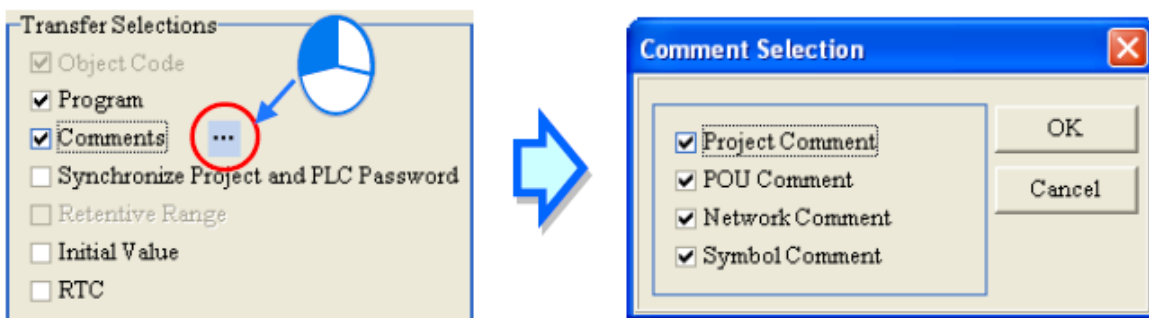 Transfer Selections
Object Code
Program
Comments ...
Synchronize Project and PLC Password
Retentive Range
Initial Value
RTC
Comment Selection
Project Comment
POU Comment
Network Comment
Symbol Comment
OK
Cancel